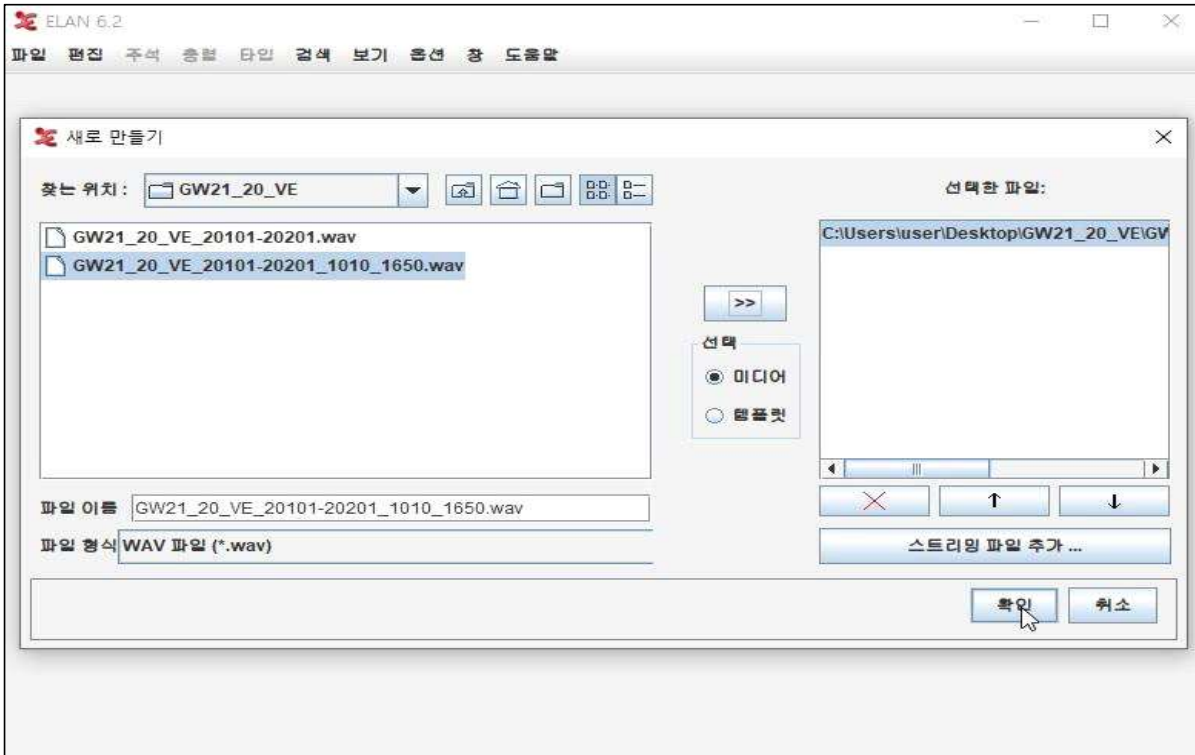 ELAN 6.2
파일 편집 주석 층렬 타입 검색 보기 옵션 창 도움말
새로 만들기
찾는 위치 : GW21_20_VE
선택한 파일:
GW21_20_VE_20101-20201.wav
GW21_20_VE_20101-20201_1010_1650.wav
C:\Users\user\Desktop\GW21_20_VE\GW
>>
선택
미디어
템플릿
파일 이름 GW21_20_VE_20101-20201_1010_1650.wav
파일 형식 WAV 파일 (*.wav)
스트리밍 파일 추가 ...
확인 취소